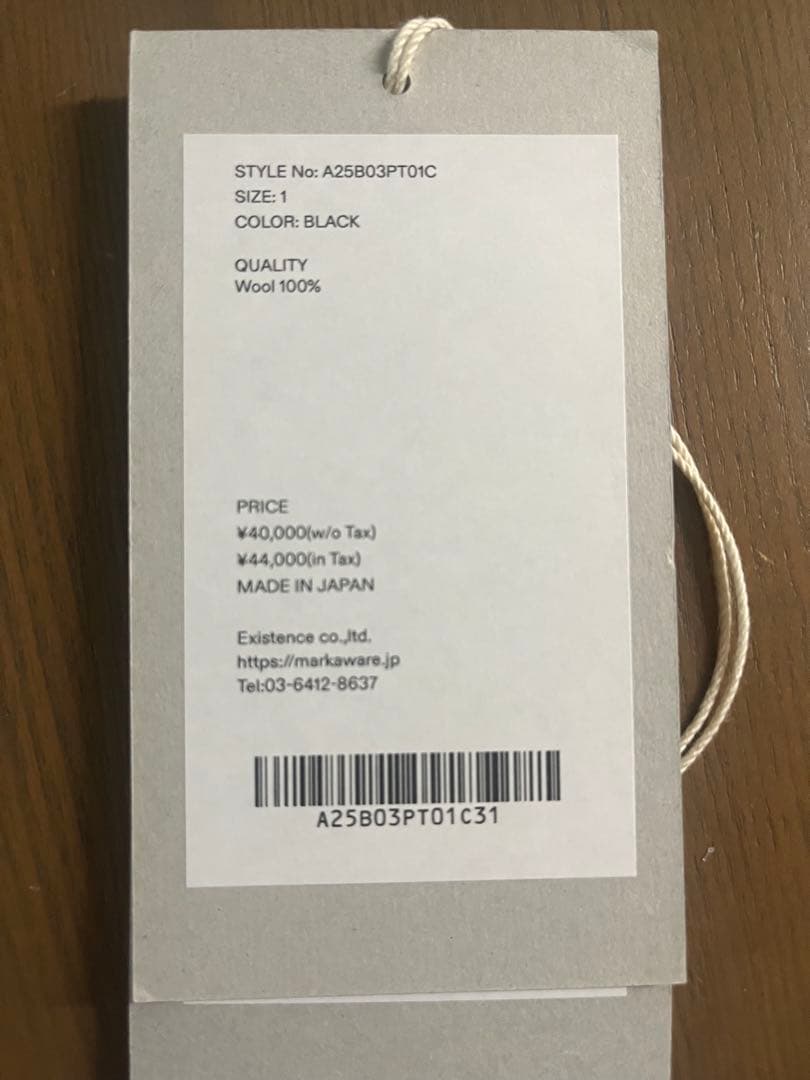 STYLE No: A25B03PT01C
SIZE: 1
COLOR: BLACK
QUALITY
Wool 100%
PRICE
¥40,000(w/o Tax)
¥44,000(in Tax)
MADE IN JAPAN
Existence co.,ltd.
https://markaware.jp
Tel:03-6412-8637
A25B03PT01C31